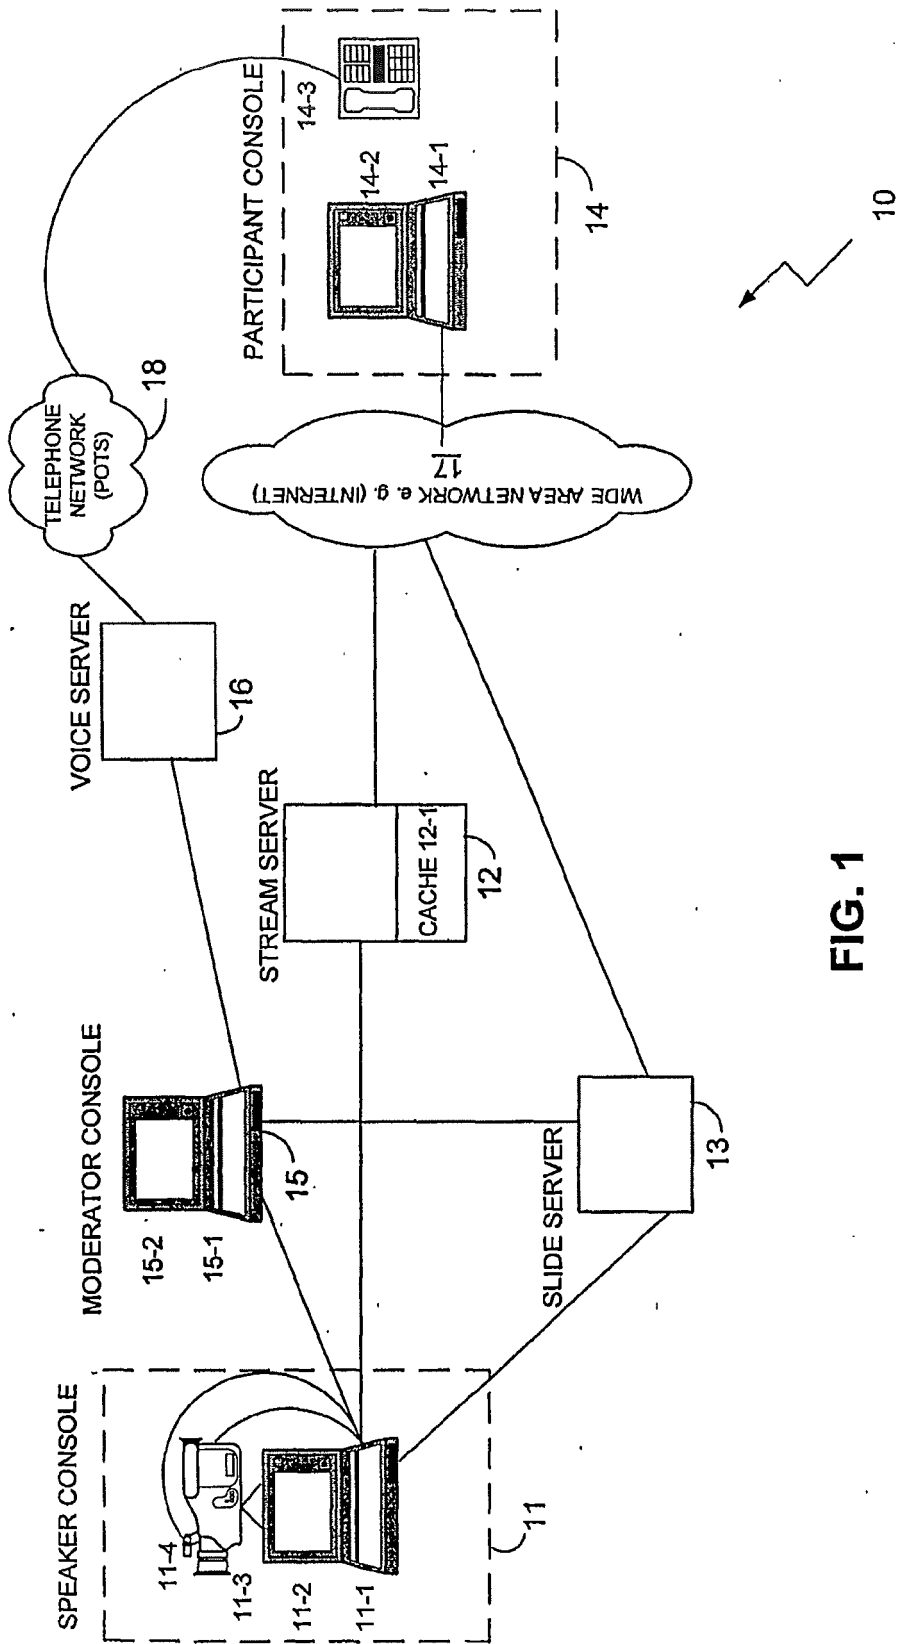 SPEAKER CONSOLE
11-4
11-3
11-2
11-1
11
MODERATOR CONSOLE
15-2
15-1
15
VOICE SERVER
16
TELEPHONE
NETWORK
(POTS)
18
STREAM SERVER
CACHE 12-1
12
SLIDE SERVER
13
WIDE AREA NETWORK e. g. (INTERNET)
17
PARTICIPANT CONSOLE
14-3
14-2
14-1
14
10
FIG. 1